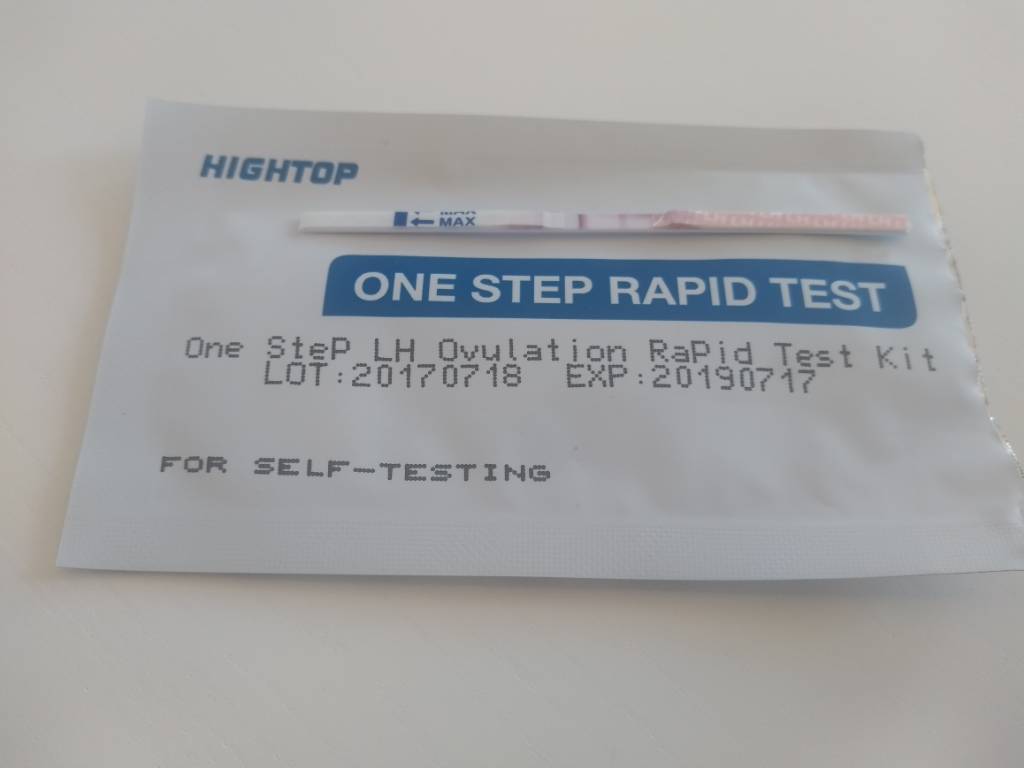 HIGHTOP
MAX
MAX
ONE STEP RAPID TEST
One SteP LH Ovulation RaPid Test Kit
LOT:20170718 EXP:20190717
FOR SELF-TESTING